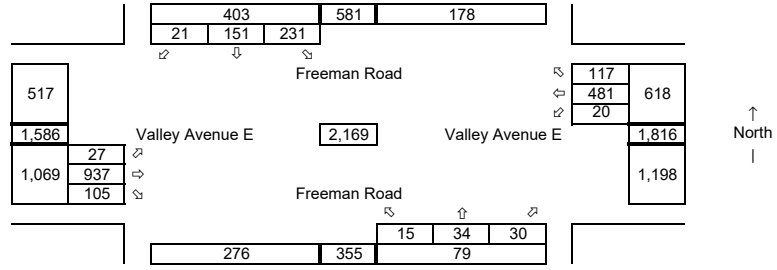 403 581 178
21 151 231
Freeman Road
117
517 481 618
20
1,586 Valley Avenue E 2,169 Valley Avenue E 1,816 North
27
1,069 937 1,198
105 Freeman Road
15 34 30
276 355 79